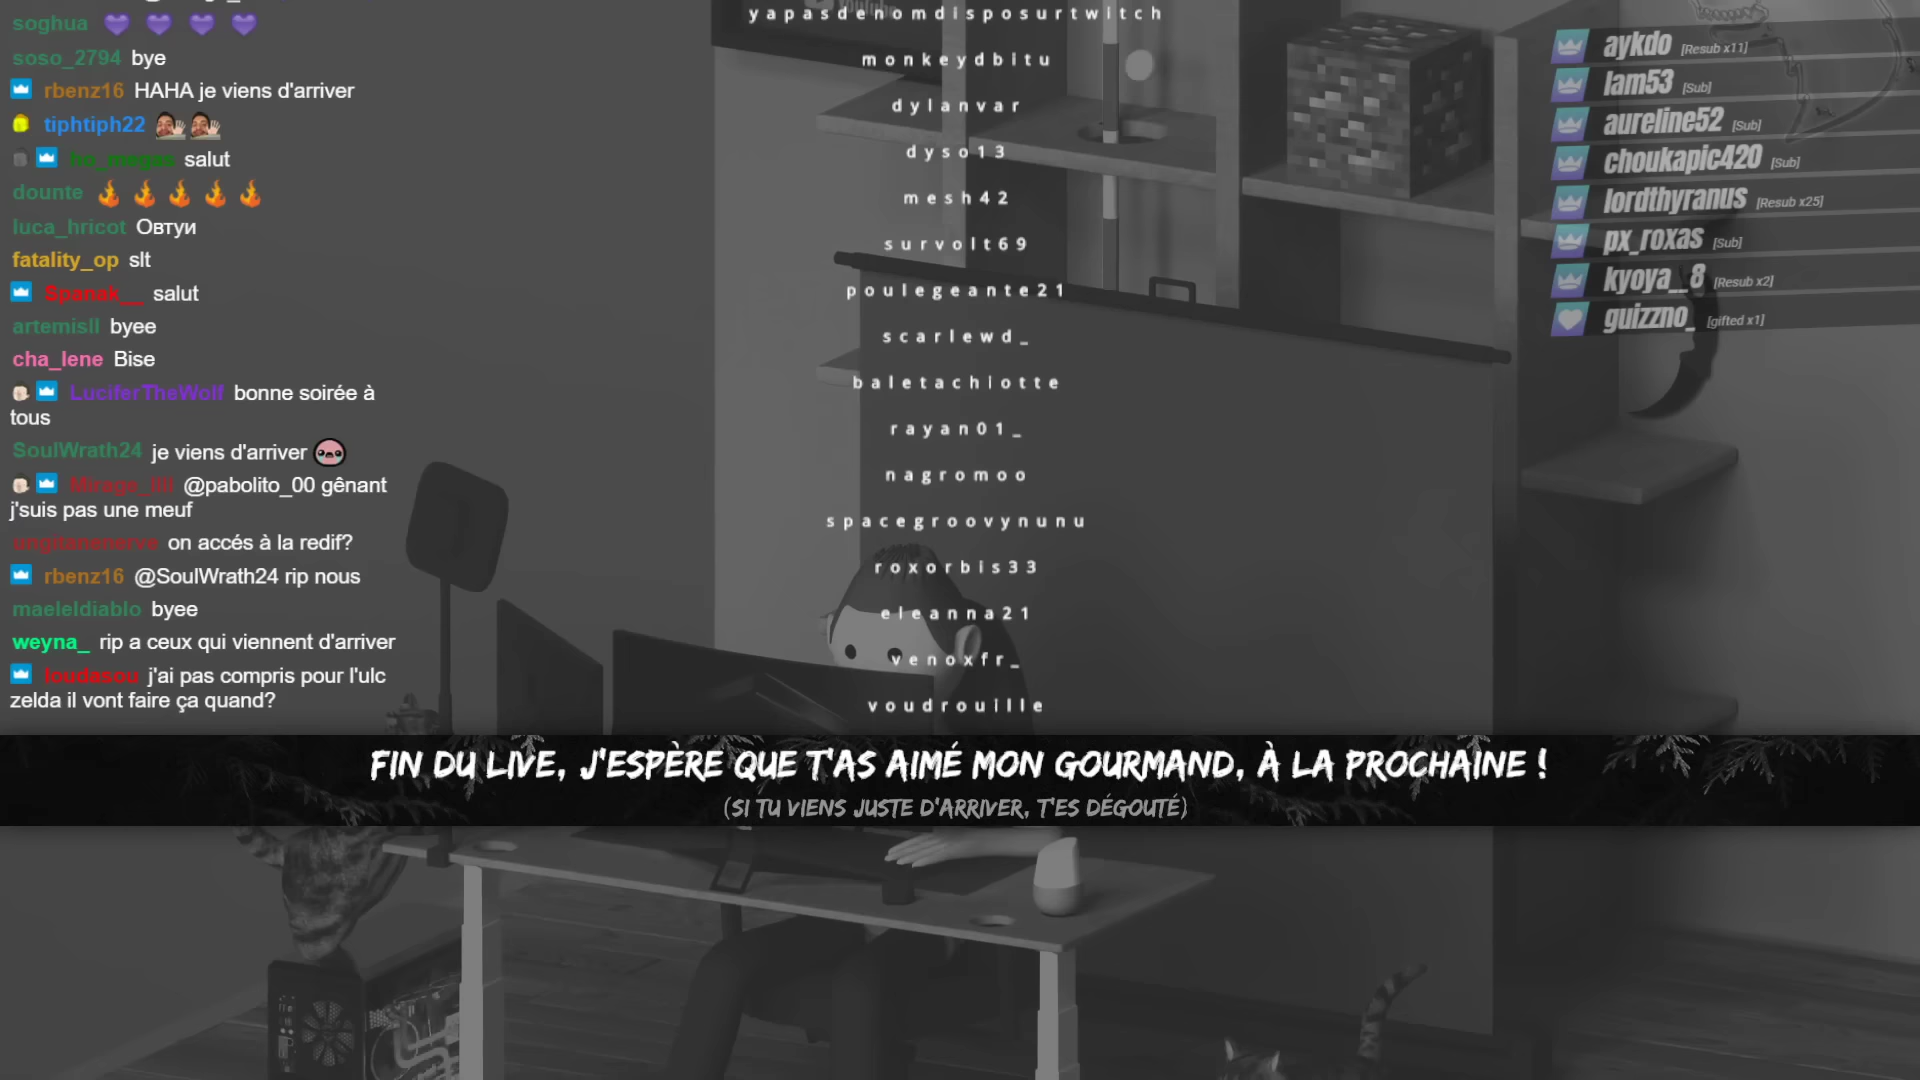 soghua
soso_2794 bye
rbenz16 HAHA je viens d'arriver
tiphtiph22
salut
dounte
luca_hricot Овтуи
fatality_op slt
Spanak__ salut
artemisll byee
cha_lene Bise
LuciferTheWolf bonne soirée à
tous
SoulWrath24 je viens d'arriver
@pabolito_00 gênant
j'suis pas une meuf
ungitanenerve on accés à la redif?
rbenz16 @SoulWrath24 rip nous
maeleldiablo byee
weyna_ rip a ceux qui viennent d'arriver
loudasou j'ai pas compris pour l'ulc
zelda il vont faire ça quand?
yapasdenomdisposurtwitch
monkeydbitu
dylanvar
dyso13
mesh42
survolt69
poulegeante21
scarlewd_
baletachiotte
rayan01_
nagromoo
spacegroovynunu
roxorbis33
eleanna21
venoxfr_
voudrouille
aykdo [Resub x11]
lam53 [Sub]
aureline52 [Sub]
choukapic420 [Sub]
lordthyranus [Resub x25]
px_roxas [Sub]
kyoya__8 [Resub x2]
guizzno_ [gifted x1]
FIN DU LIVE, J'ESPÈRE QUE T'AS AIMÉ MON GOURMAND, À LA PROCHAINE !
(SI TU VIENS JUSTE D'ARRIVER, T'ES DÉGOUTÉ)